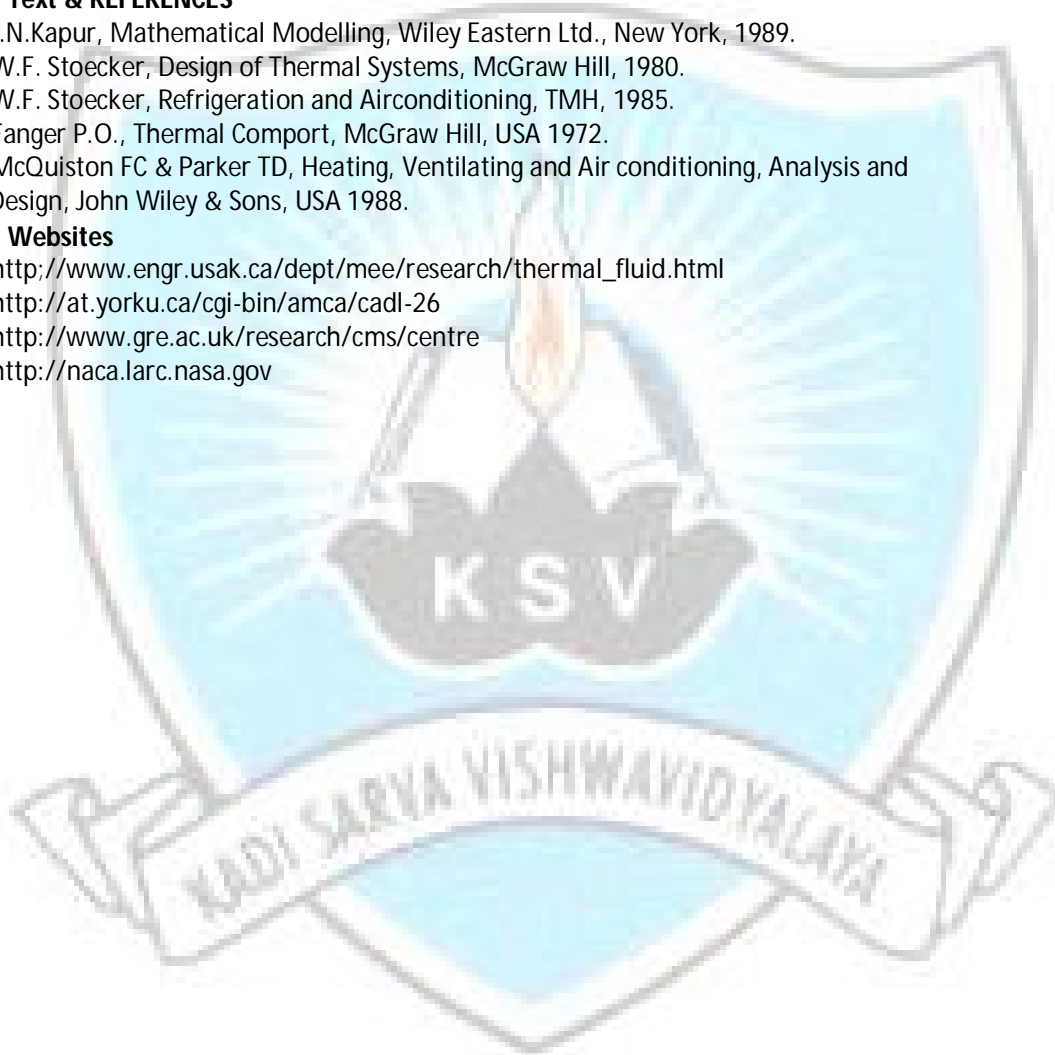 Text & REFERENCES
.N.Kapur, Mathematical Modelling, Wiley Eastern Ltd., New York, 1989.
W.F. Stoecker, Design of Thermal Systems, McGraw Hill, 1980.
W.F. Stoecker, Refrigeration and Airconditioning, TMH, 1985.
Fanger P.O., Thermal Comport, McGraw Hill, USA 1972.
McQuiston FC & Parker TD, Heating, Ventilating and Air conditioning, Analysis and
Design, John Wiley & Sons, USA 1988.
Websites
http;//www.engr.usak.ca/dept/mee/research/thermal_fluid.html
http://at.yorku.ca/cgi-bin/amca/cadl-26
http://www.gre.ac.uk/research/cms/centre
http://naca.larc.nasa.gov
KSV
KADI SARVA VISHWAVIDYALAYA